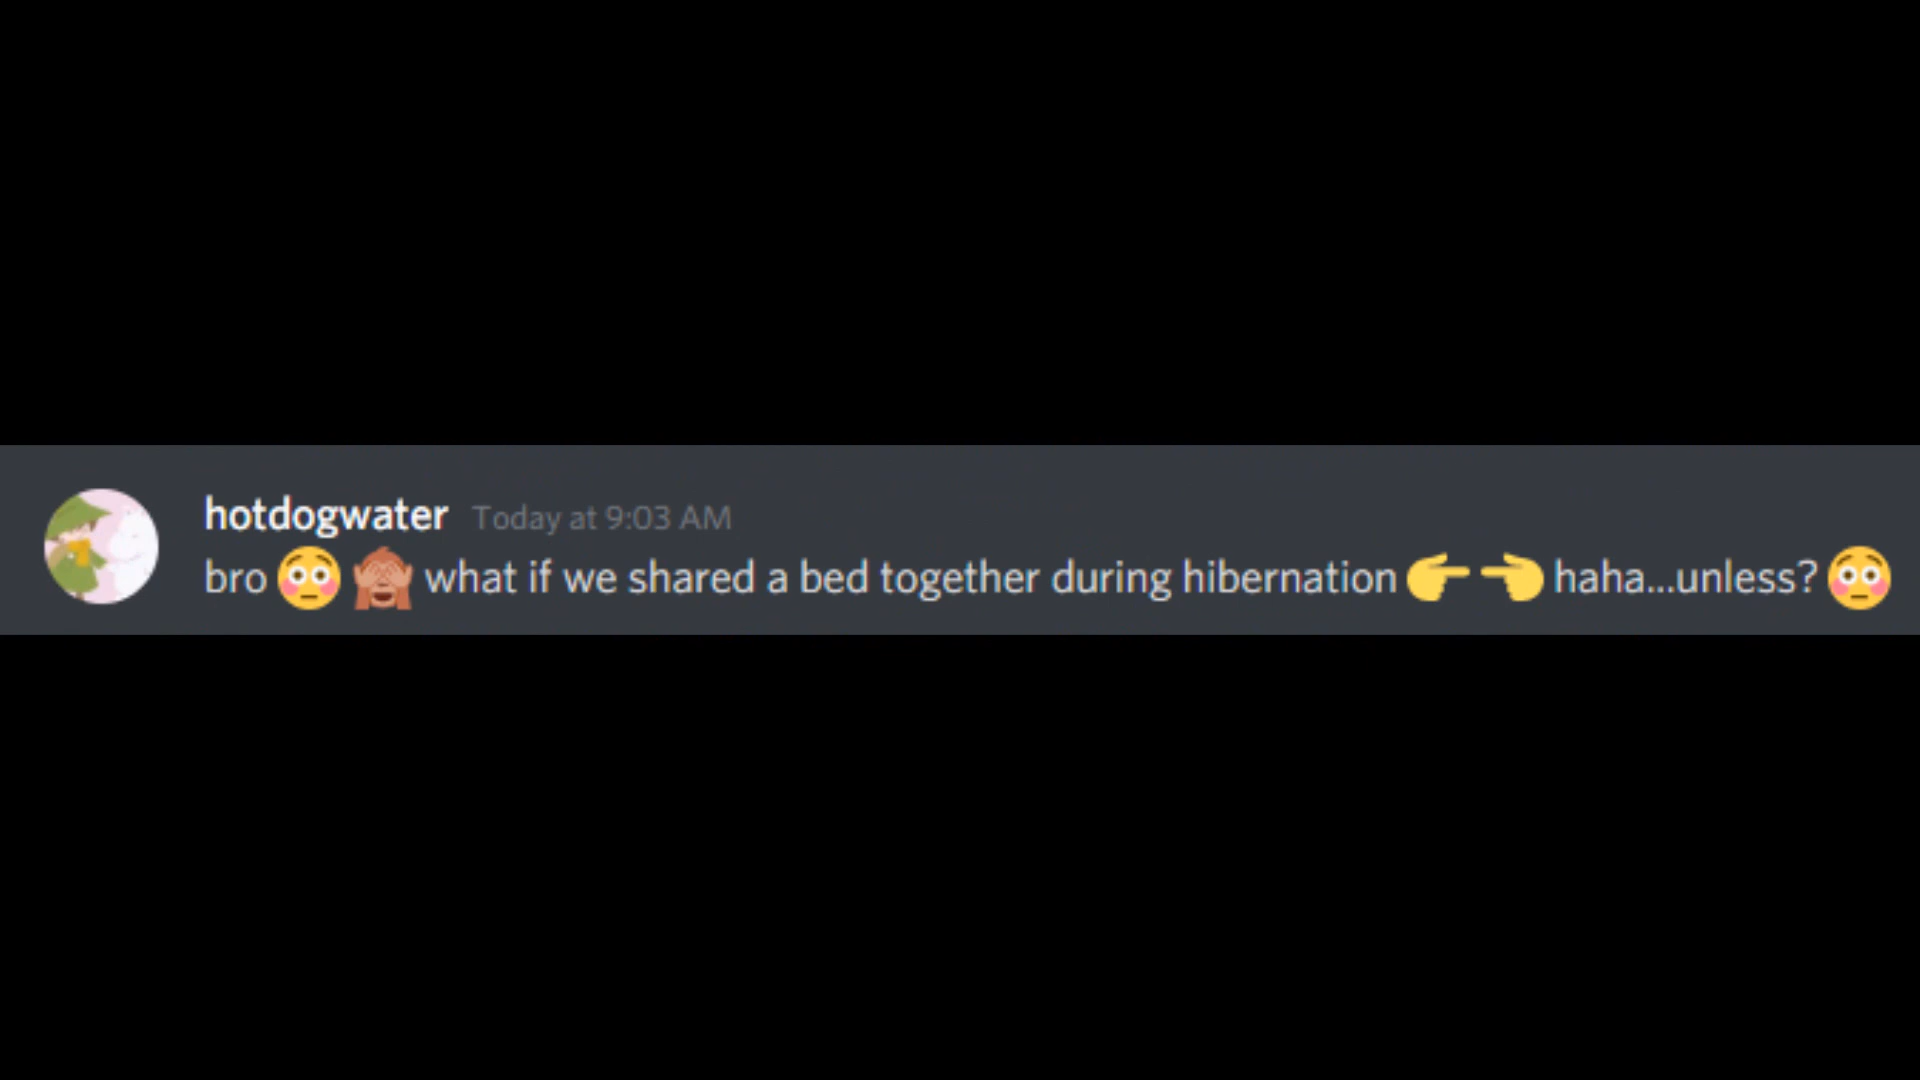 hotdogwater Today at 9:03 AM
bro 😳 🙈 what if we shared a bed together during hibernation 👉 👈 haha...unless? 😳